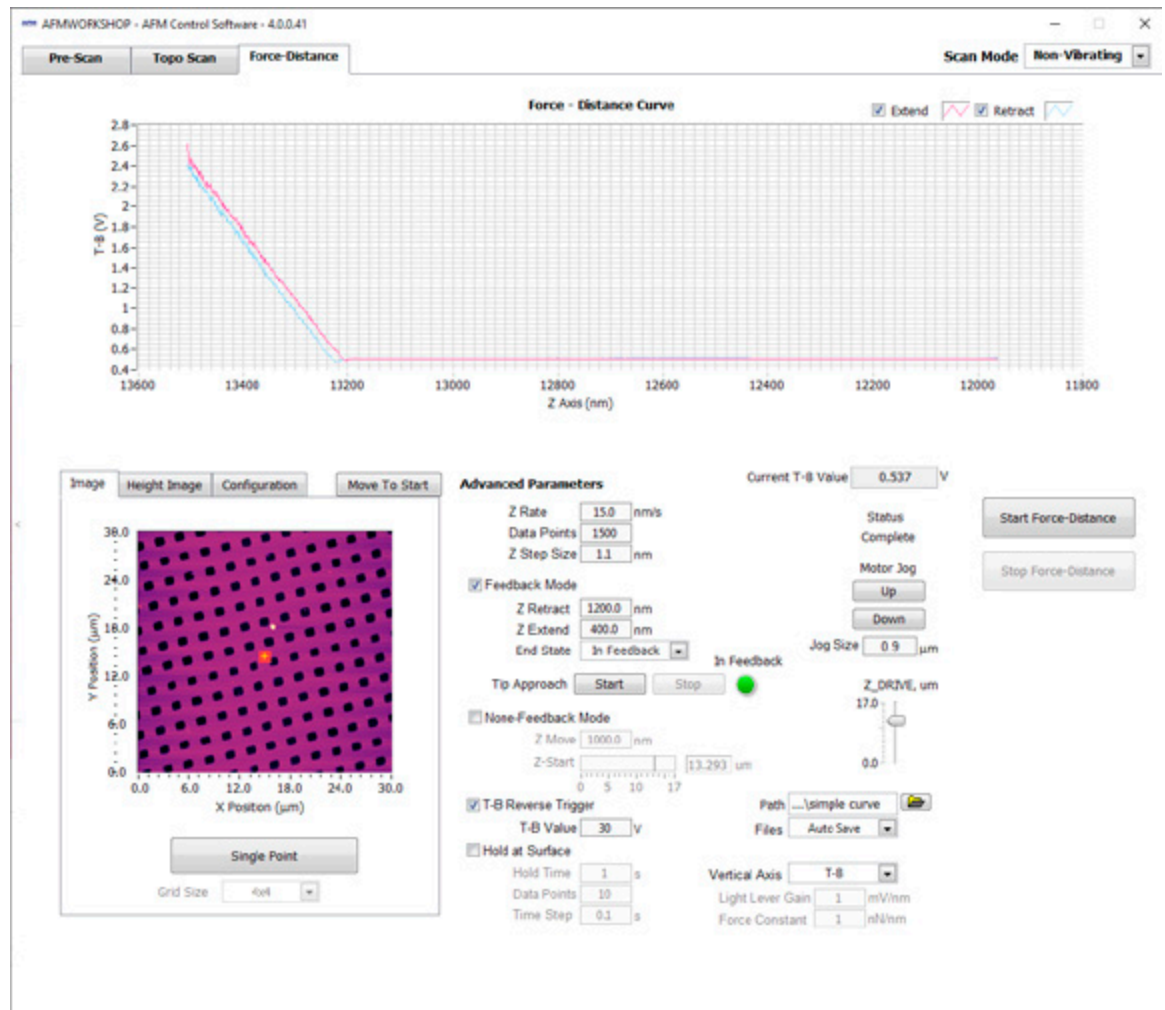 AFMWORKSHOP - AFM Control Software - 4.0.0.41
Pre-Scan Topo Scan Force-Distance Scan Mode Non-Vibrating
Force - Distance Curve Extend Retract
2.8
2.6
2.4
2.2
2
1.8
1.6
1.4
1.2
1
0.8
0.6
0.4
T-B (V)
13600 13400 13200 13000 12800 12600 12400 12200 12000 11800
Z Axis (nm)
Image Height Image Configuration Move To Start
38.0
24.0
18.0
12.0
6.0
0.0
Y Position (μm)
0.0 6.0 12.0 18.0 24.0 30.0
X Position (μm)
Single Point
Grid Size 4x4
Advanced Parameters
Z Rate 15.0 nm/s
Data Points 1500
Z Step Size 1.1 nm
Feedback Mode
Z Retract 1200.0 nm
Z Extend 400.0 nm
End State In Feedback
In Feedback
Tip Approach Start Stop
None-Feedback Mode
Z Move 1000.0 nm
Z-Start 13.293 um
0 5 10 17
T-B Reverse Trigger
T-B Value 30 V
Hold at Surface
Hold Time 1 s
Data Points 10
Time Step 0.1 s
Current T-B Value 0.537 V
Status
Complete
Motor Jog
Up
Down
Jog Size 0.9 μm
Z_DRIVE, um
17.0
0.0
Path ....\simple curve
Files Auto Save
Vertical Axis T-B
Light Lever Gain 1 mV/nm
Force Constant 1 nN/nm
Start Force-Distance
Stop Force-Distance